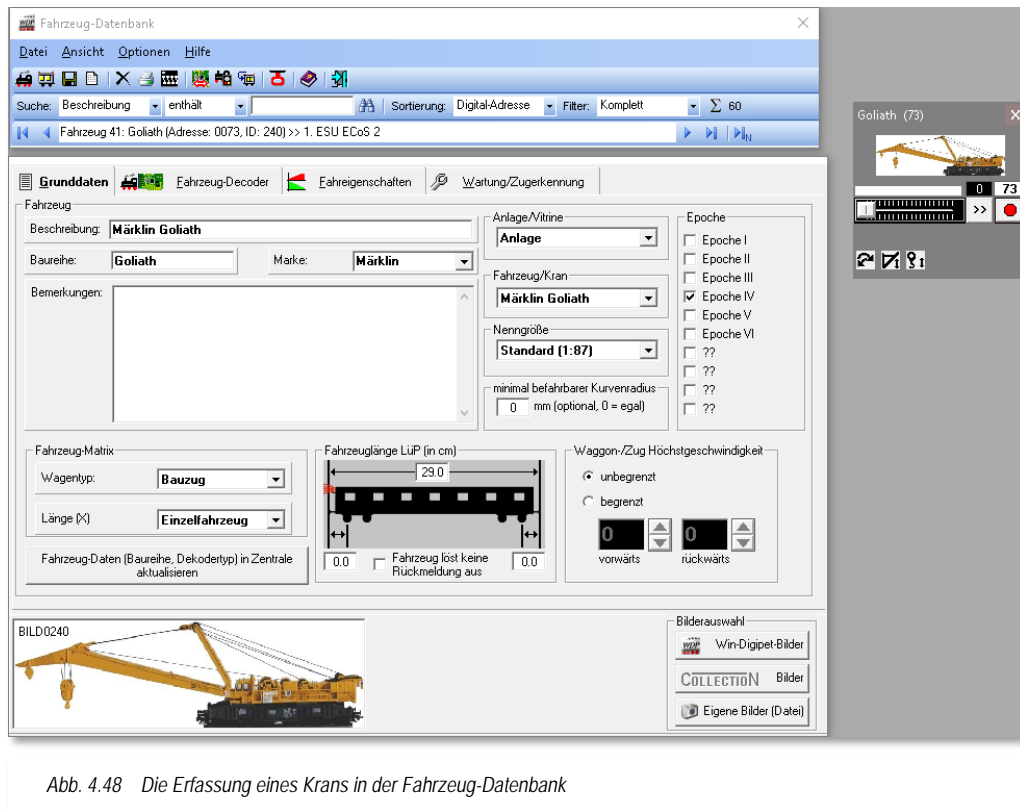 Fahrzeug-Datenbank
Datei Ansicht Optionen Hilfe
Suche: Beschreibung enthält Sortierung: Digital-Adresse Filter: Komplett Σ 60
Fahrzeug 41: Goliath (Adresse: 0073, ID: 240) >> 1. ESU ECoS 2
Grunddaten Fahrzeug-Decoder Fahreigenschaften Wartung/Zugerkennung
Fahrzeug
Beschreibung: Märklin Goliath
Baureihe: Goliath Marke: Märklin
Bemerkungen:
Anlage/Vitrine
Anlage
Fahrzeug/Kran
Märklin Goliath
Nenngröße
Standard (1:87)
minimal befahrbarer Kurvenradius
0 mm (optional, 0 = egal)
Epoche
Epoche I
Epoche II
Epoche III
Epoche IV
Epoche V
Epoche VI
??
??
??
??
Fahrzeug-Matrix
Wagentyp: Bauzug
Länge (X) Einzelfahrzeug
Fahrzeug-Daten (Baureihe, Dekodertyp) in Zentrale
aktualisieren
Fahrzeuglänge LüP (in cm)
29.0
0.0 Fahrzeug löst keine
Rückmeldung aus 0.0
Waggon-/Zug Höchstgeschwindigkeit
unbegrenzt
begrenzt
0 0
vorwärts rückwärts
BILD0240
Bilderauswahl
WDP Win-Digipet-Bilder
COLLECTION Bilder
Eigene Bilder (Datei)
Goliath (73)
0 73
>>
Abb. 4.48 Die Erfassung eines Krans in der Fahrzeug-Datenbank